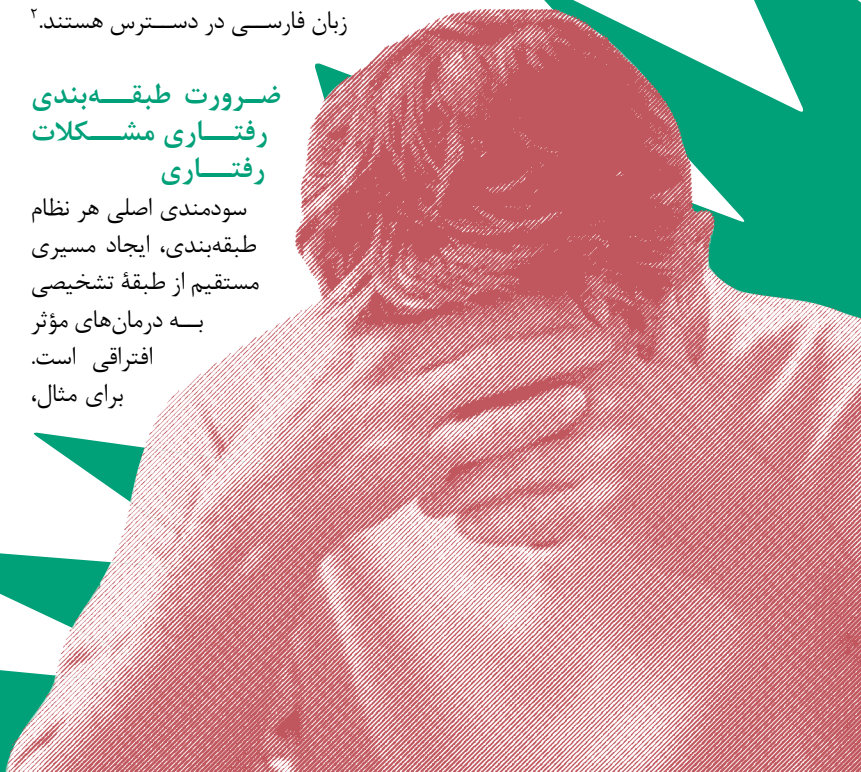 زبان فارسی در دسترس هستند.۲
ضرورت طبقه‌بندی
رفتاری مشکلات
رفتاری
سودمندی اصلی هر نظام
طبقه‌بندی، ایجاد مسیری
مستقیم از طبقهٔ تشخیصی
به درمان‌های مؤثر
افتراقی است.
برای مثال،